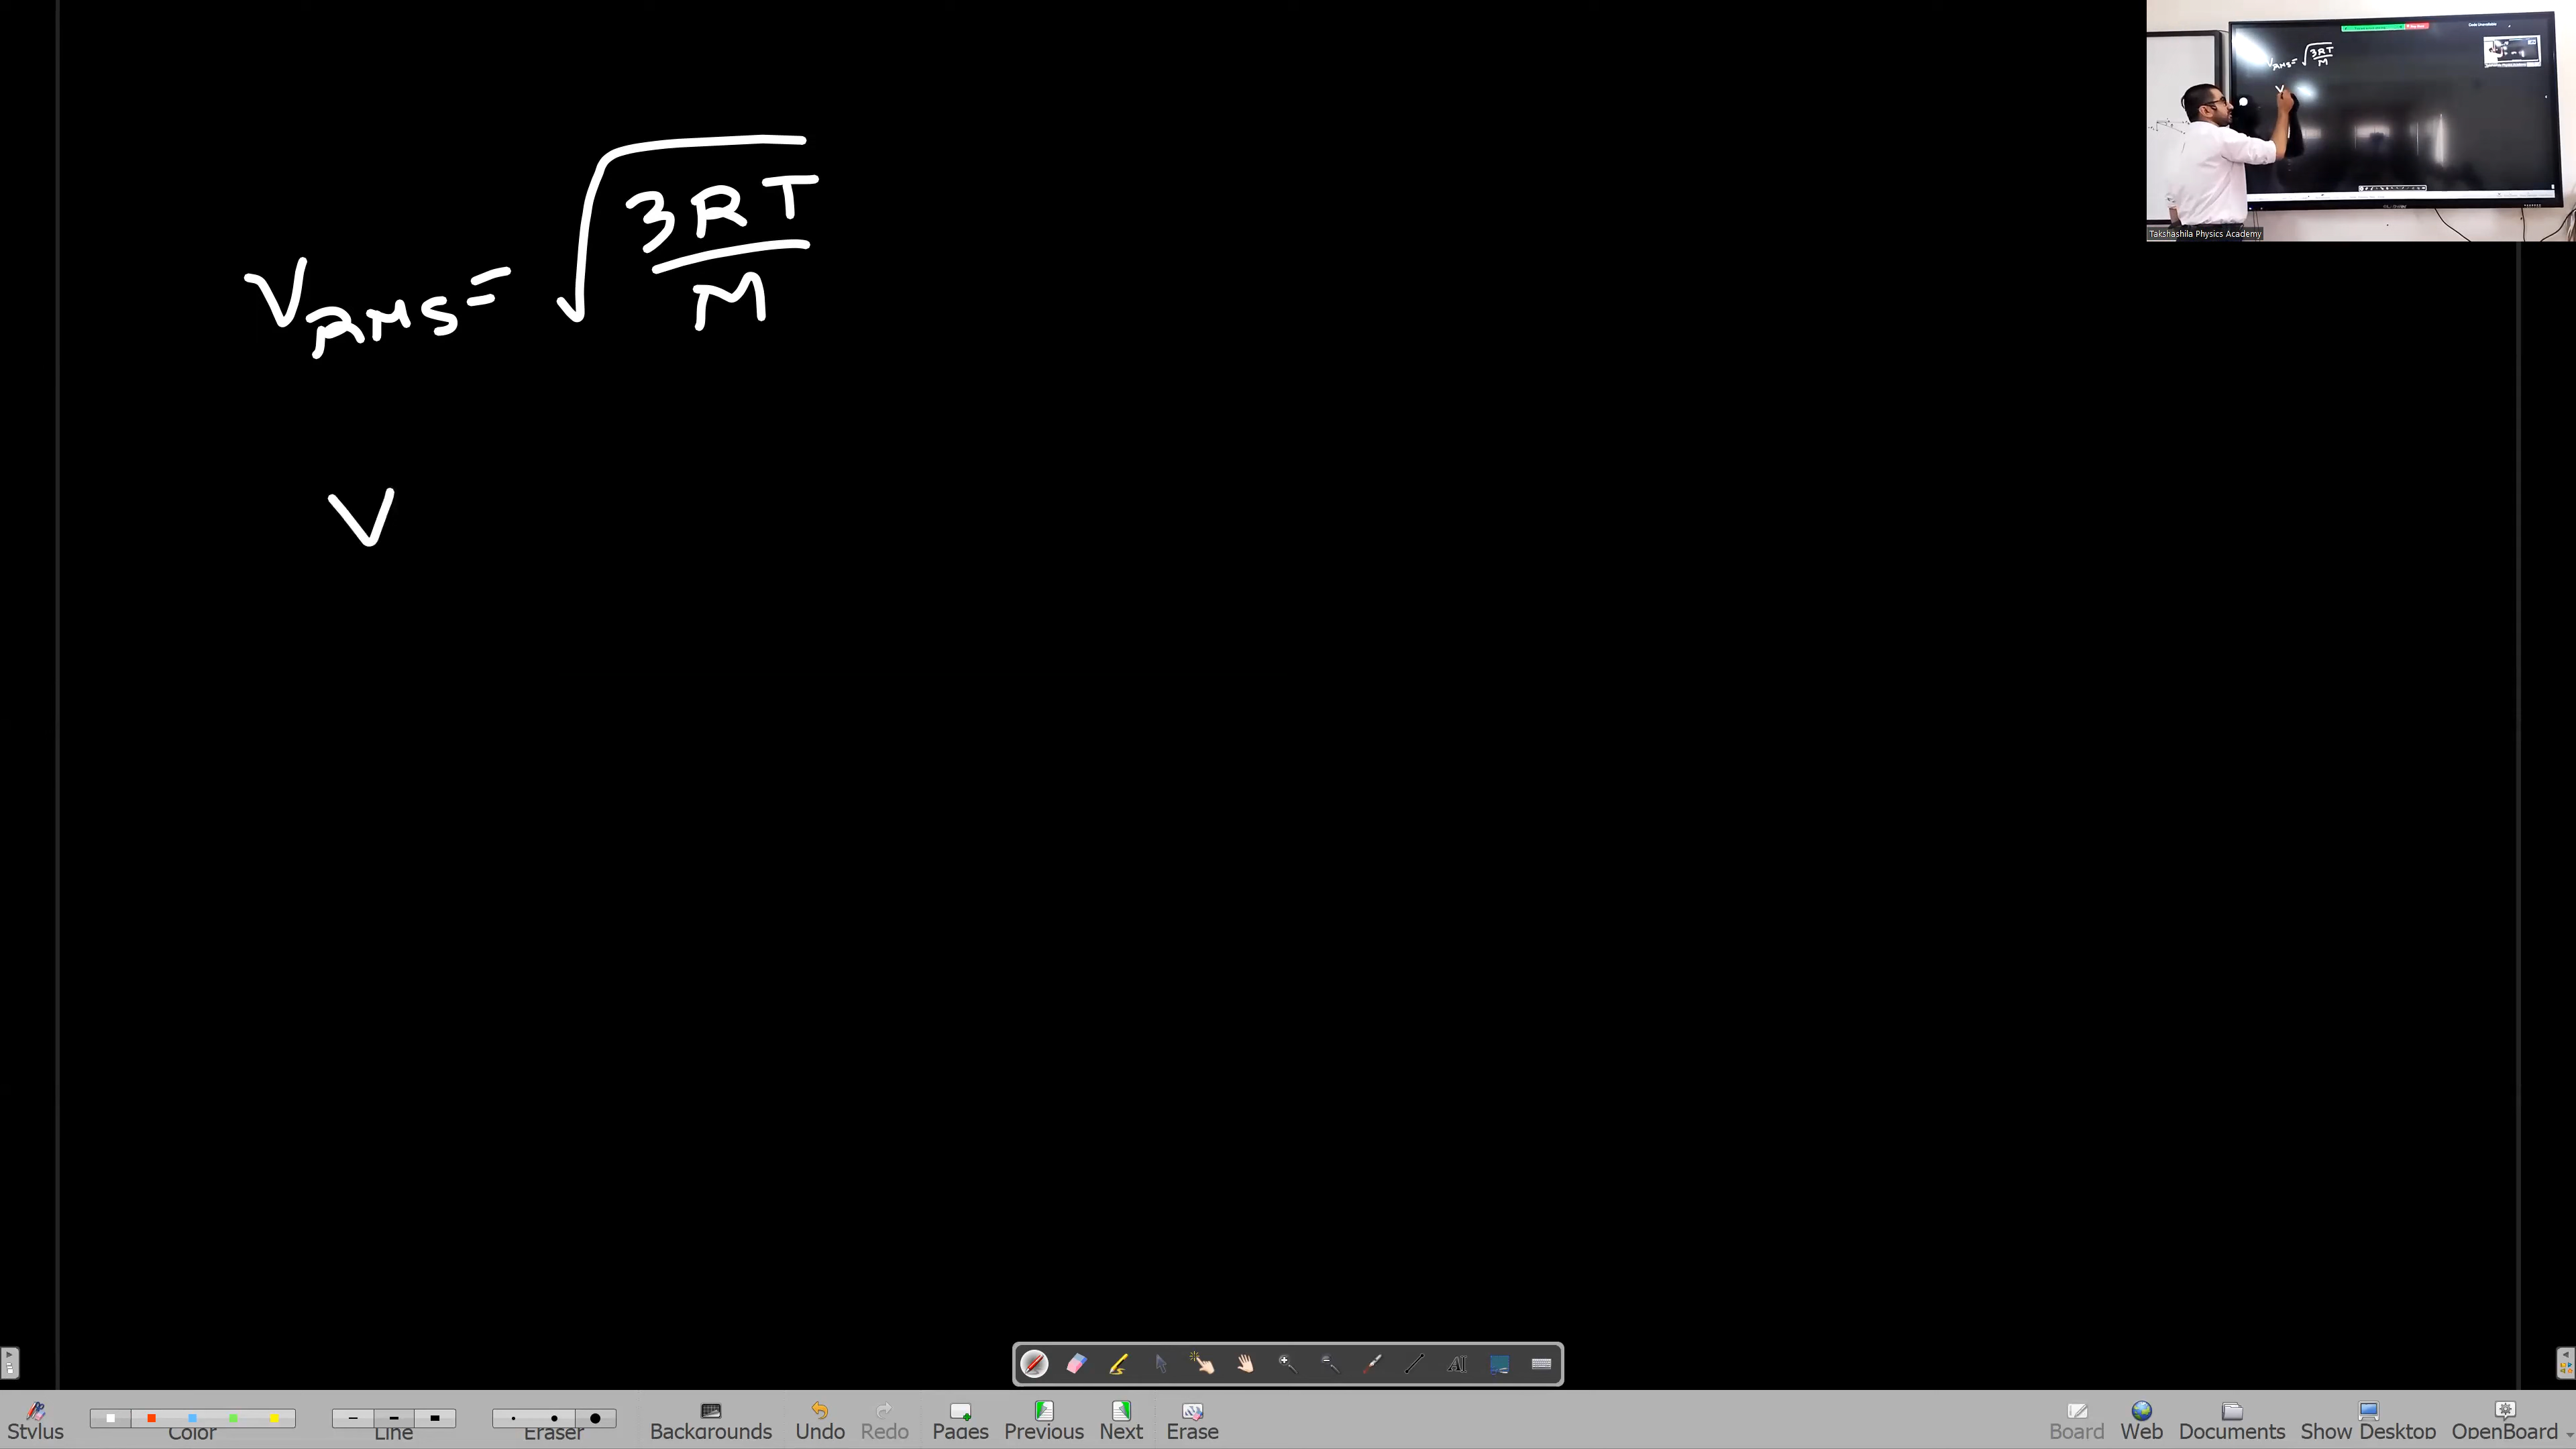 V_RMS = √(3RT/M)
V
Takshashila Physics Academy
Stylus Color Line Eraser Backgrounds Undo Redo Pages Previous Next Erase Board Web Documents Show Desktop OpenBoard